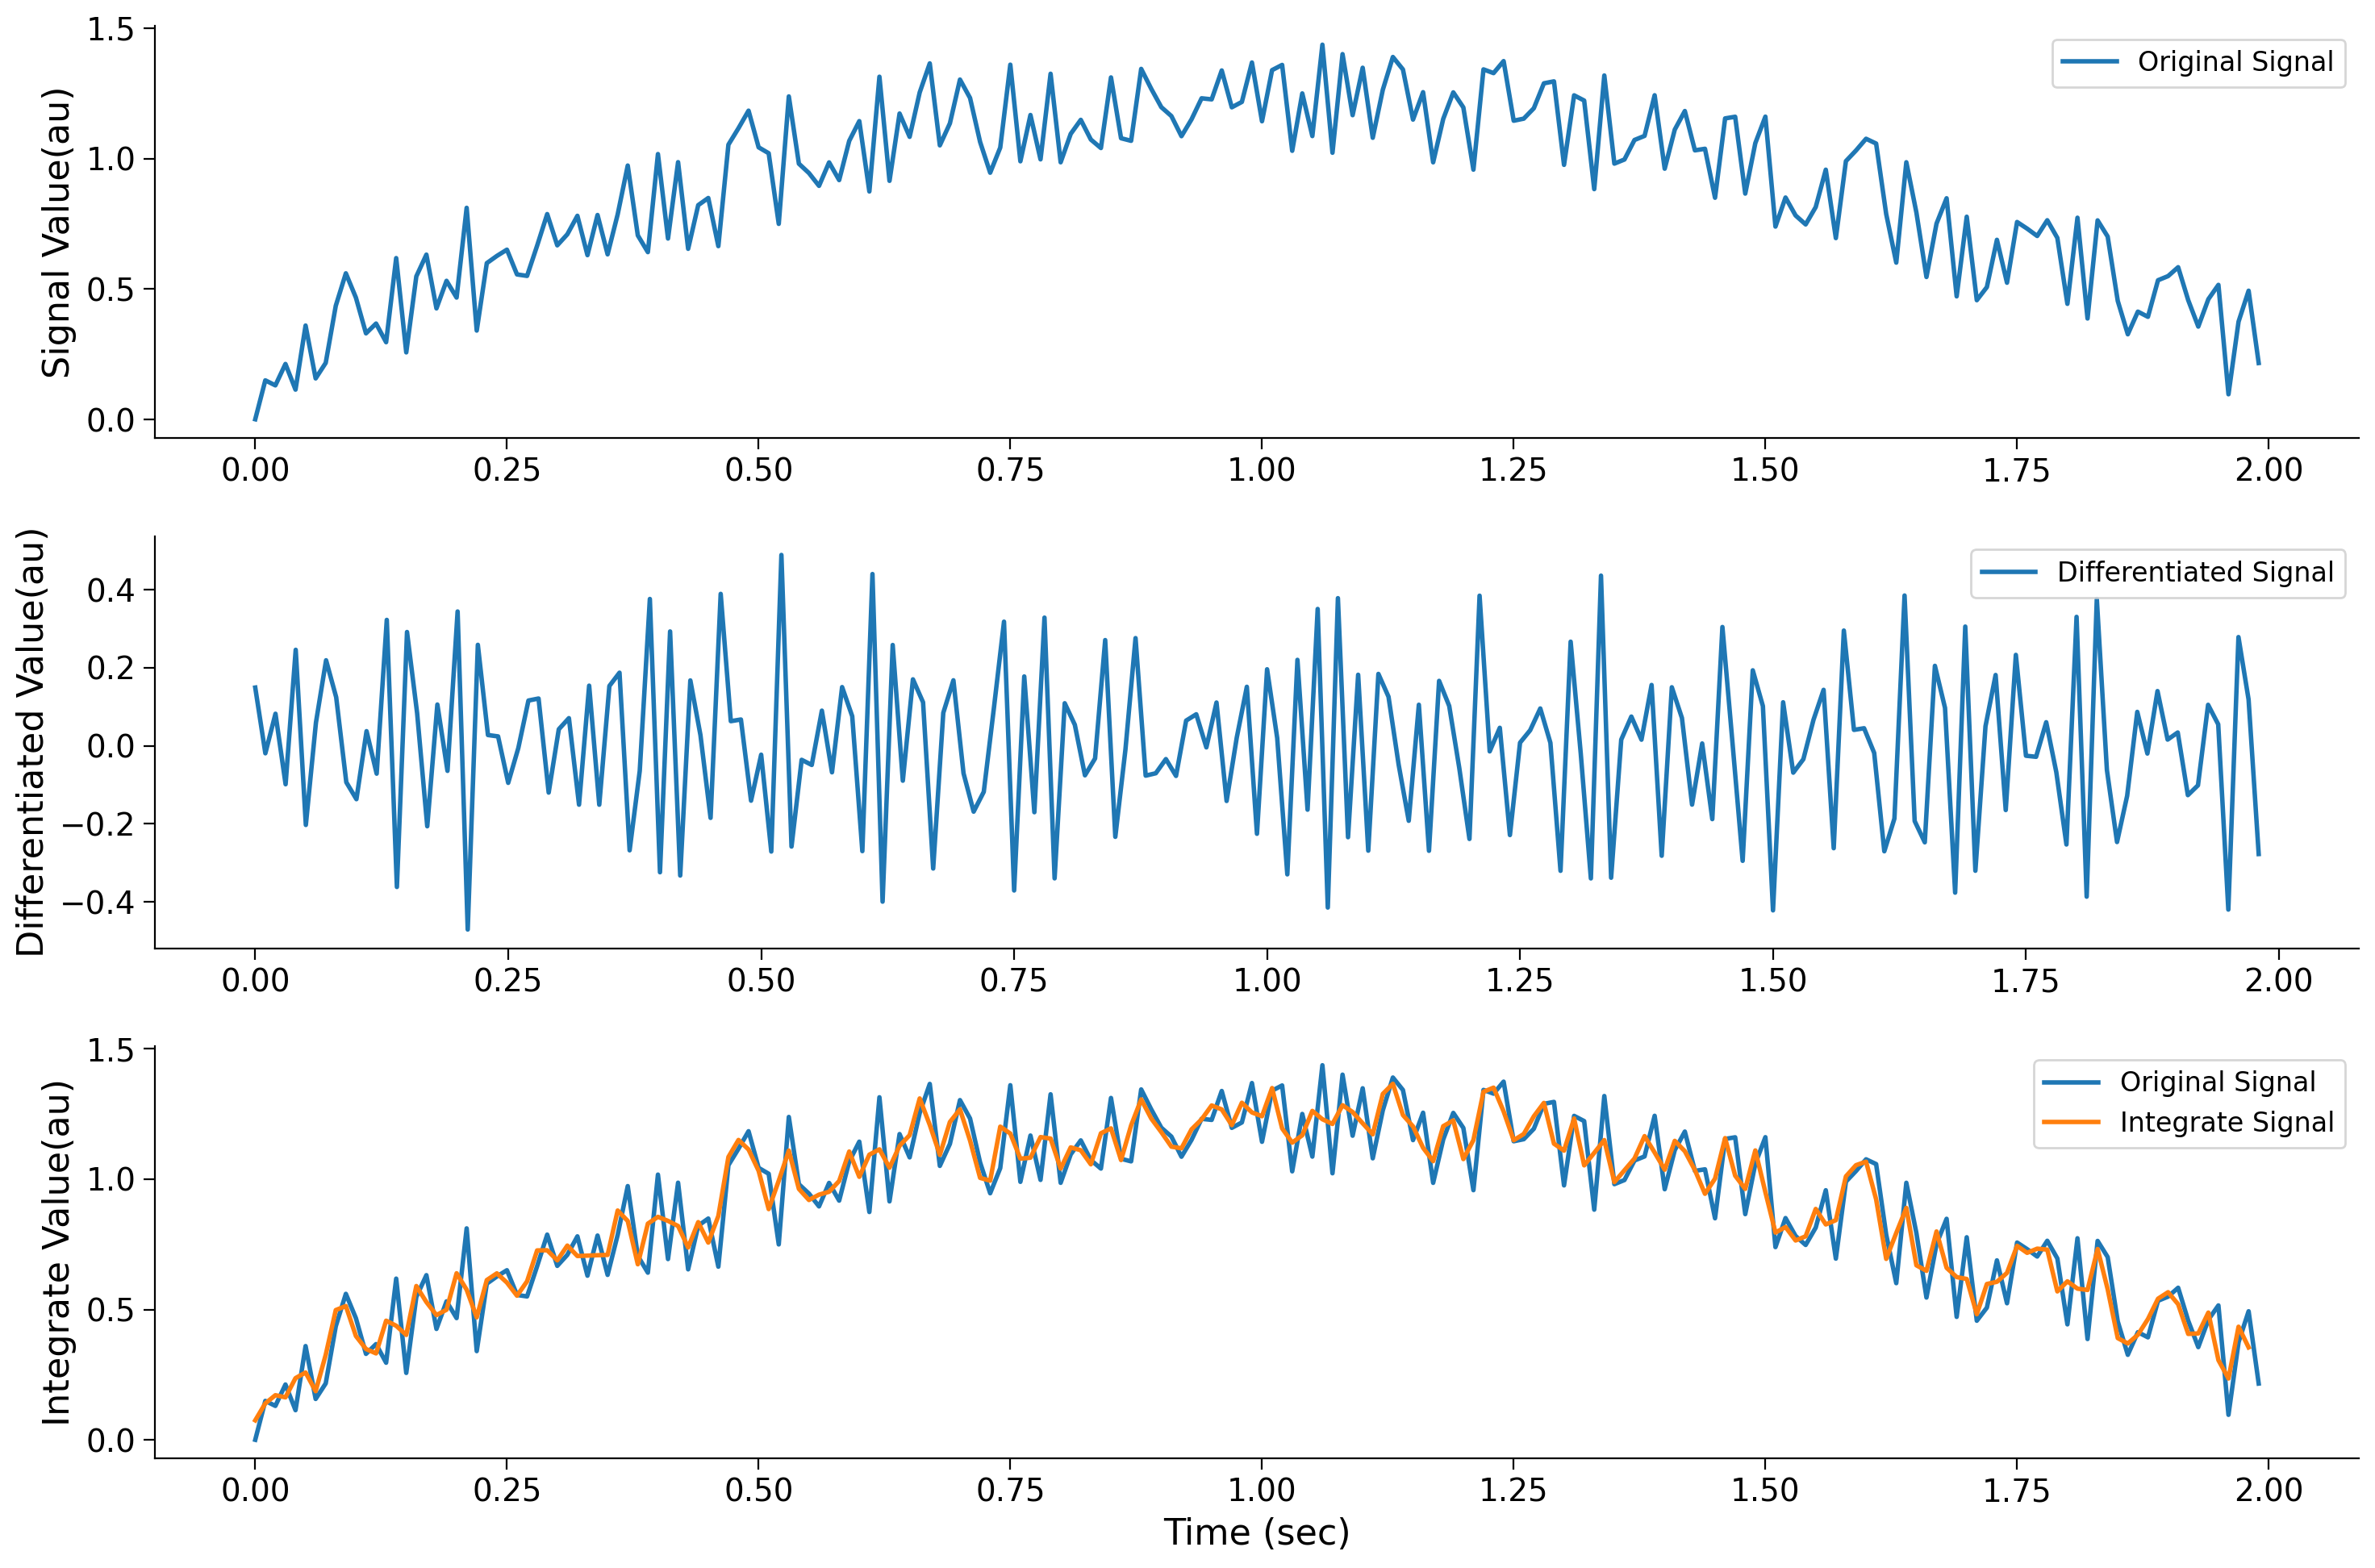 Signal Value(au)
1.5
1.0
0.5
0.0
Original Signal
0.00 0.25 0.50 0.75 1.00 1.25 1.50 1.75 2.00
Differentiated Value(au)
0.4
0.2
0.0
−0.2
−0.4
Differentiated Signal
0.00 0.25 0.50 0.75 1.00 1.25 1.50 1.75 2.00
Integrate Value(au)
1.5
1.0
0.5
0.0
Original Signal
Integrate Signal
0.00 0.25 0.50 0.75 1.00 1.25 1.50 1.75 2.00
Time (sec)